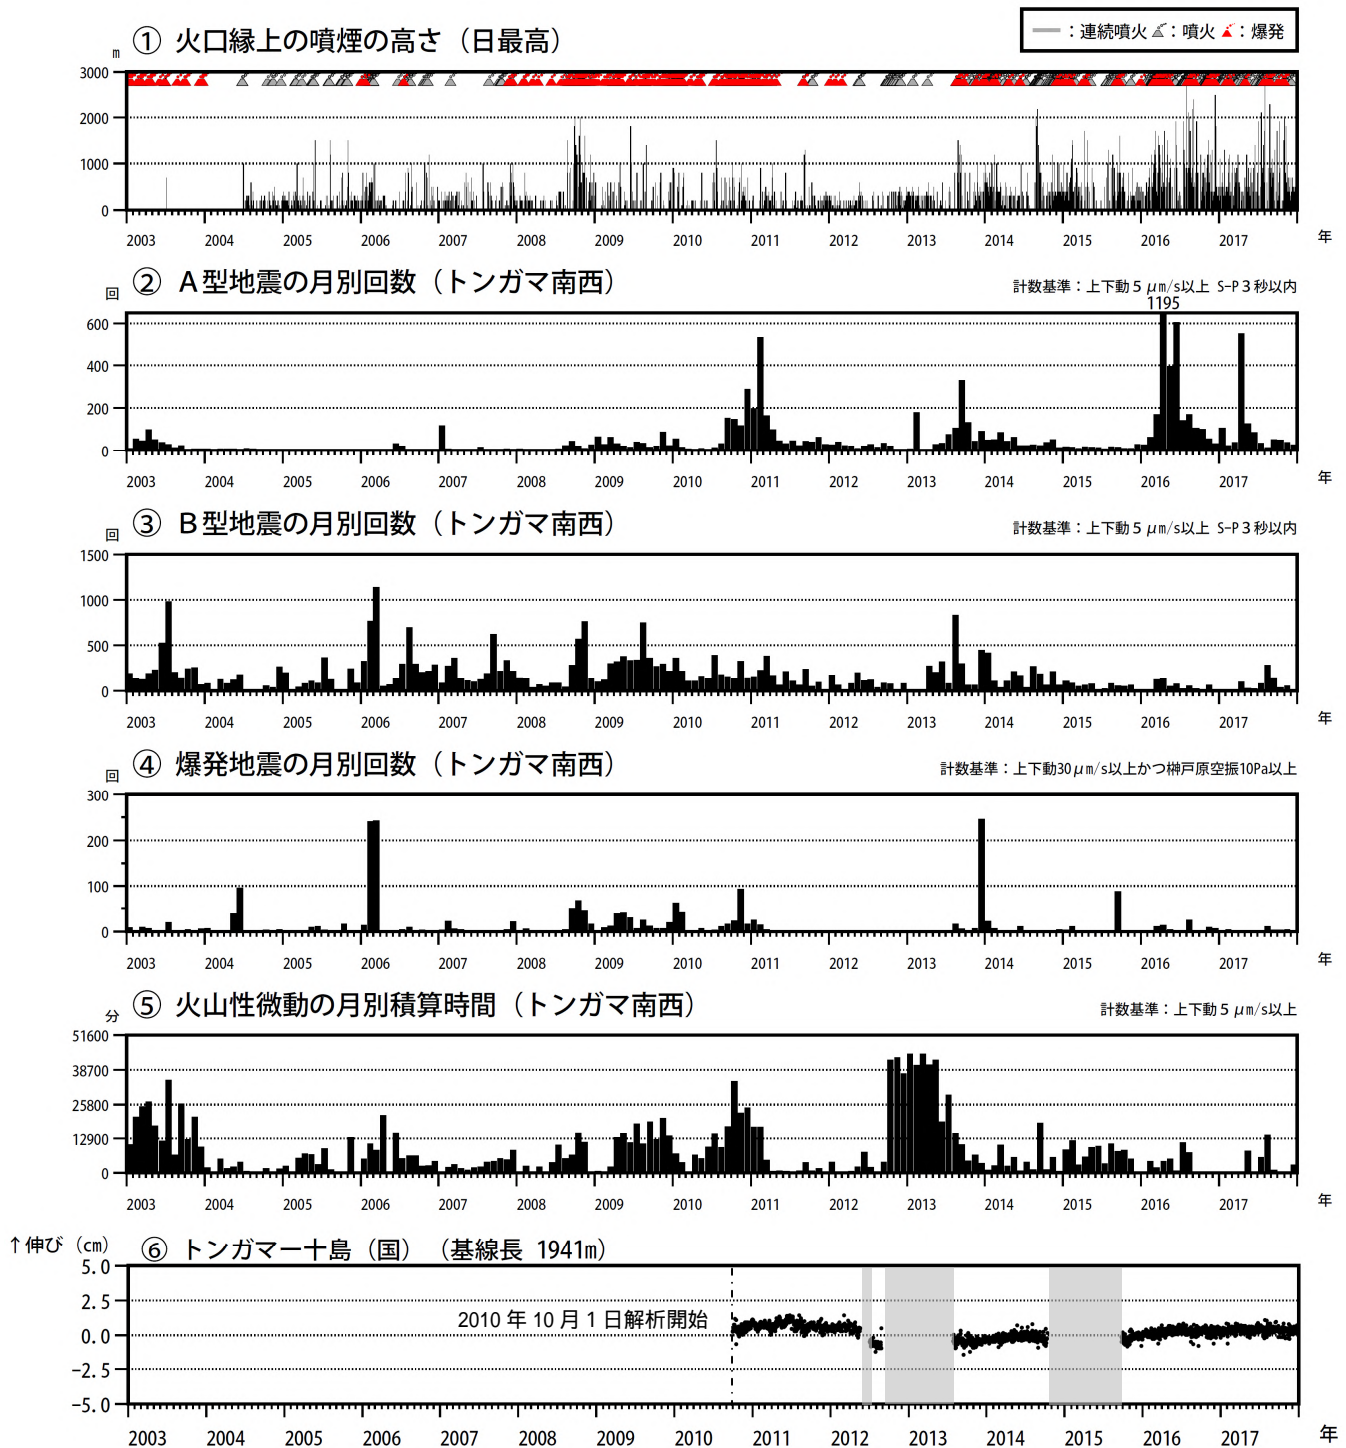 ① 火口縁上の噴煙の高さ（日最高）
：連続噴火 ：噴火 ：爆発
m
3000
2000
1000
0
2003 2004 2005 2006 2007 2008 2009 2010 2011 2012 2013 2014 2015 2016 2017 年
② Ａ型地震の月別回数（トンガマ南西）
計数基準：上下動５μm/s以上 S-P３秒以内
回
1195
600
400
200
0
2003 2004 2005 2006 2007 2008 2009 2010 2011 2012 2013 2014 2015 2016 2017 年
③ Ｂ型地震の月別回数（トンガマ南西）
計数基準：上下動５μm/s以上 S-P３秒以内
回
1500
1000
500
0
2003 2004 2005 2006 2007 2008 2009 2010 2011 2012 2013 2014 2015 2016 2017 年
④ 爆発地震の月別回数（トンガマ南西）
計数基準：上下動30μm/s以上かつ榊戸原空振10Pa以上
回
300
200
100
0
2003 2004 2005 2006 2007 2008 2009 2010 2011 2012 2013 2014 2015 2016 2017 年
⑤ 火山性微動の月別積算時間（トンガマ南西）
計数基準：上下動５μm/s以上
分
51600
38700
25800
12900
0
2003 2004 2005 2006 2007 2008 2009 2010 2011 2012 2013 2014 2015 2016 2017 年
↑伸び（cm）
⑥ トンガマー十島（国）（基線長 1941m）
5.0
2.5
2010 年 10 月 1 日解析開始
0.0
-2.5
-5.0
2003 2004 2005 2006 2007 2008 2009 2010 2011 2012 2013 2014 2015 2016 2017 年